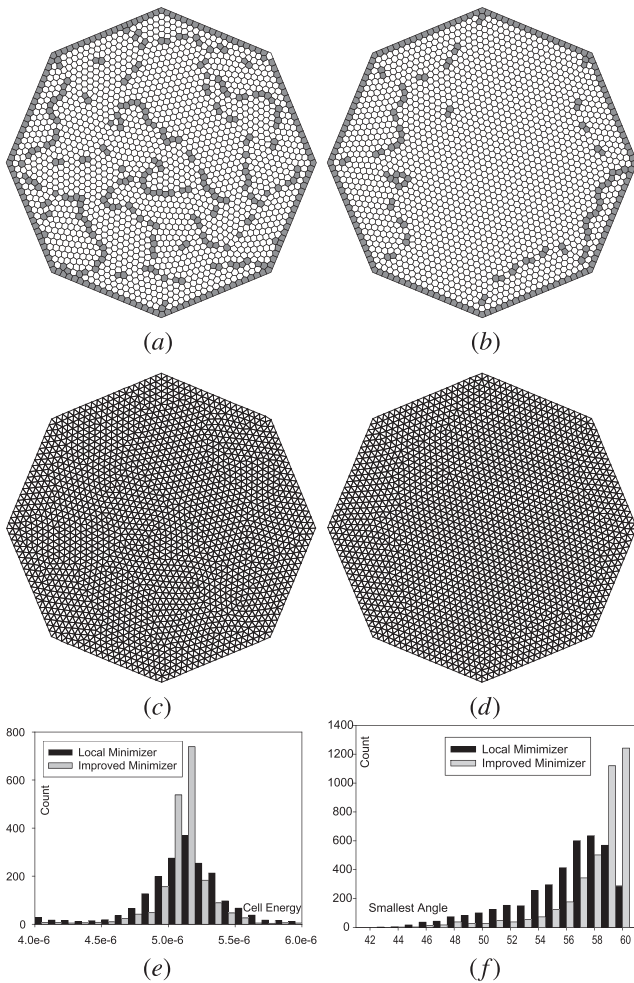 (a)
(b)
(c)
(d)
800
600
400
200
0
Count
Local Minimizer
Improved Minimizer
Cell Energy
4.0e-6 4.5e-6 5.0e-6 5.5e-6 6.0e-6
(e)
1400
1200
1000
800
600
400
200
0
Count
Local Mimimizer
Improved Minimizer
Smallest Angle
42 44 46 48 50 52 54 56 58 60
(f)